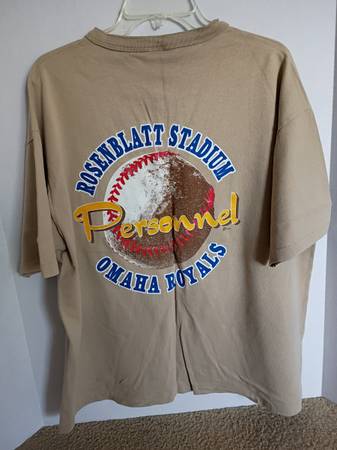 ROSENBLATT STADIUM
Personnel
OMAHA ROYALS